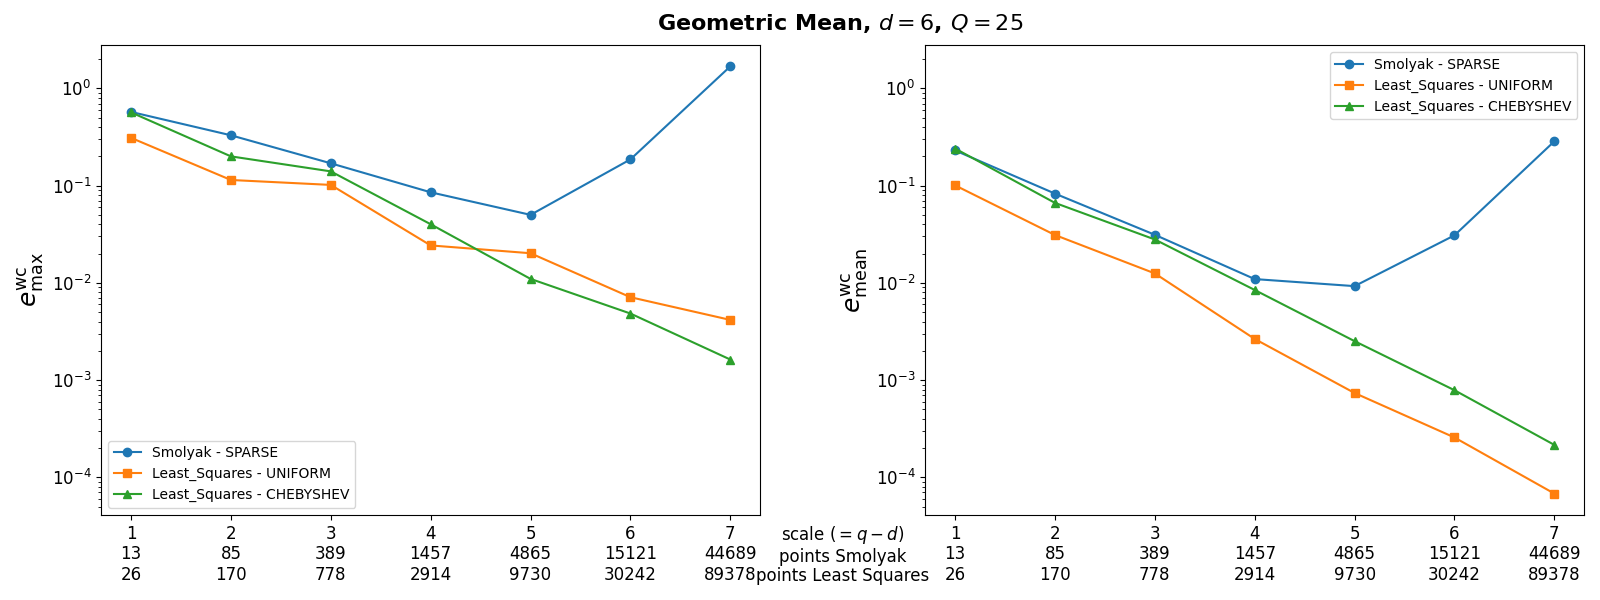 Geometric Mean, d = 6, Q = 25
10^0
10^-1
10^-2
10^-3
10^-4
e^wc_max
Smolyak - SPARSE
Least_Squares - UNIFORM
Least_Squares - CHEBYSHEV
1 2 3 4 5 6 7
13 85 389 1457 4865 15121 44689
26 170 778 2914 9730 30242 89378
scale (= q − d)
points Smolyak
points Least Squares
10^0
10^-1
10^-2
10^-3
10^-4
e^wc_mean
Smolyak - SPARSE
Least_Squares - UNIFORM
Least_Squares - CHEBYSHEV
1 2 3 4 5 6 7
13 85 389 1457 4865 15121 44689
26 170 778 2914 9730 30242 89378